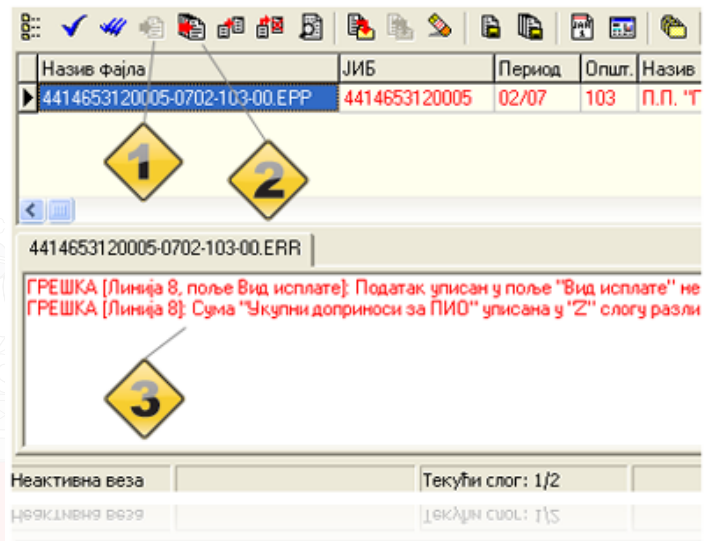 Назив фајла ЈИБ Период Општ. Назив
4414653120005-0702-103-00.EPP 4414653120005 02/07 103 П.П. "Г
1
2
4414653120005-0702-103-00.ERR
ГРЕШКА [Линија 8, поље Вид исплате]: Податак уписан у поље "Вид исплате" не
ГРЕШКА [Линија 8]: Сума "Укупни доприноси за ПИО" уписана у "Z" слогу разли
3
Неактивна веза Текући слог: 1/2